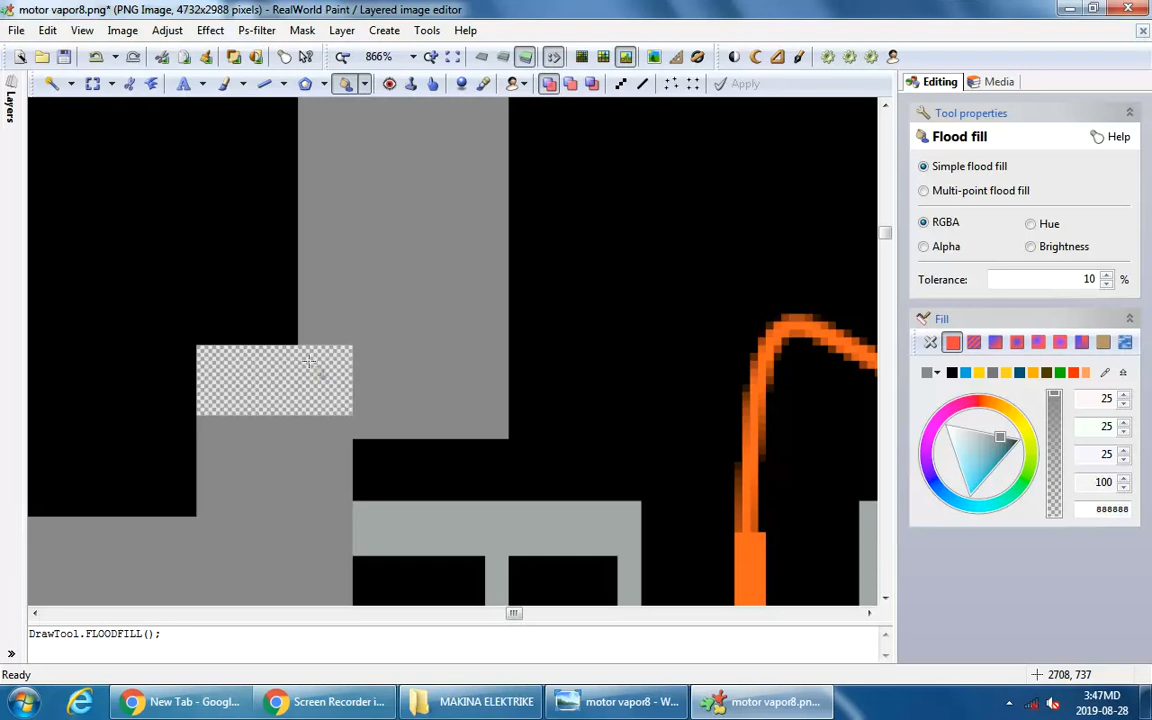 motor vapor8.png* (PNG Image, 4732x2988 pixels) - RealWorld Paint / Layered image editor
File Edit View Image Adjust Effect Ps-filter Mask Layer Create Tools Help
866%
Apply
Layers
Editing Media
Tool properties
Flood fill Help
Simple flood fill
Multi-point flood fill
RGBA Hue
Alpha Brightness
Tolerance: 10 %
Fill
25
25
25
100
888888
DrawTool.FLOODFILL();
Ready 2708, 737
New Tab - Googl... Screen Recorder i... MAKINA ELEKTRIKE motor vapor8 - W... motor vapor8.pn... 3:47MD
2019-08-28